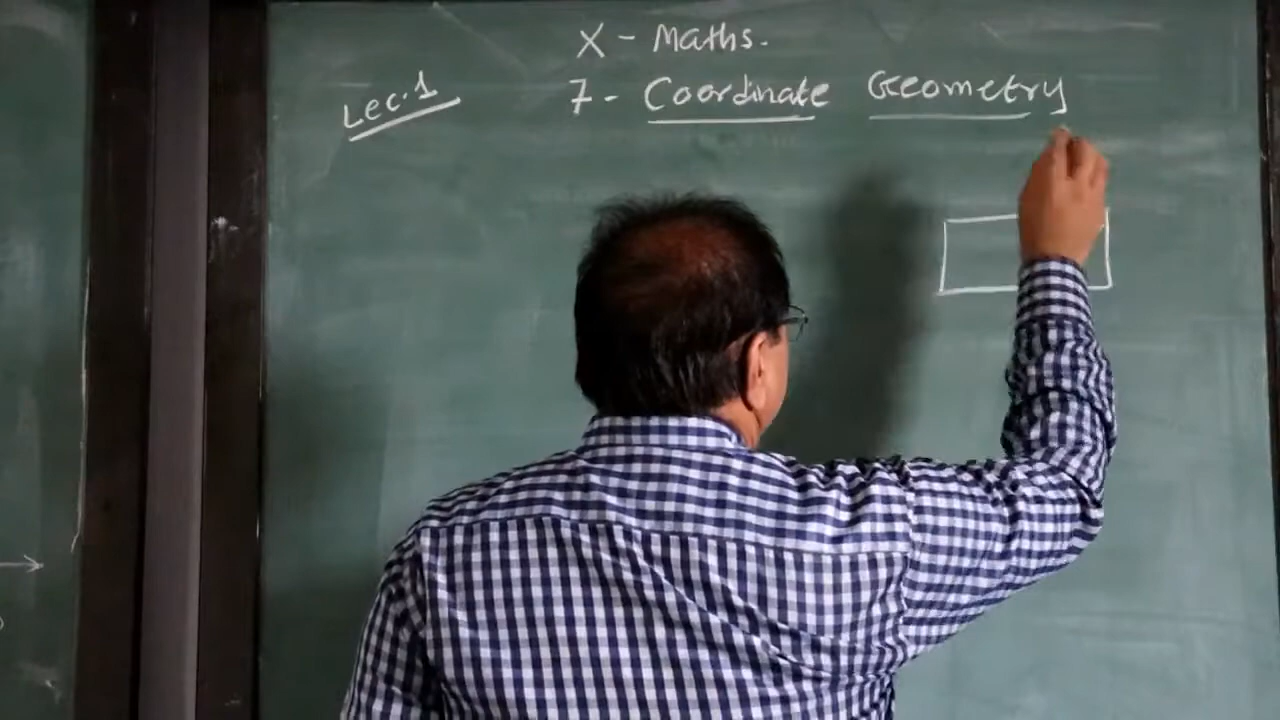 X - Maths.
Lec. 1
7 - Coordinate Geometry